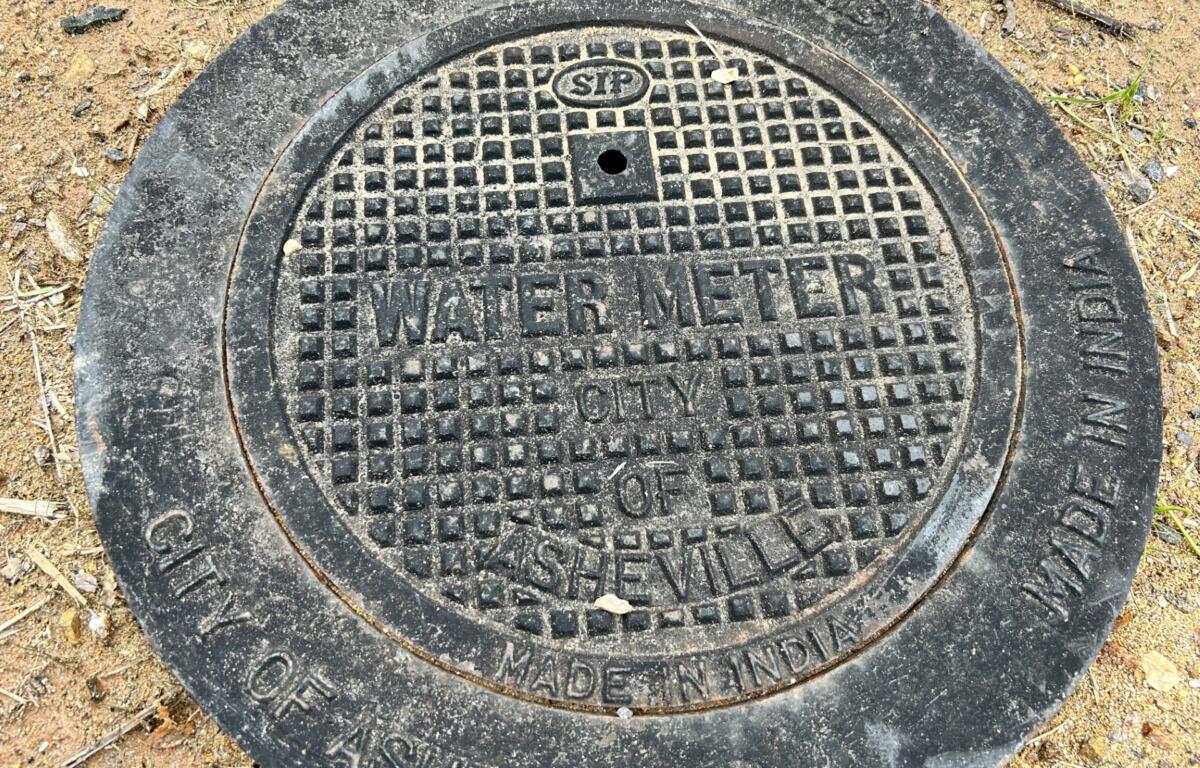 SIP
WATER METER
CITY
OF
ASHEVILLE
MADE IN INDIA
MADE IN INDIA
CITY OF